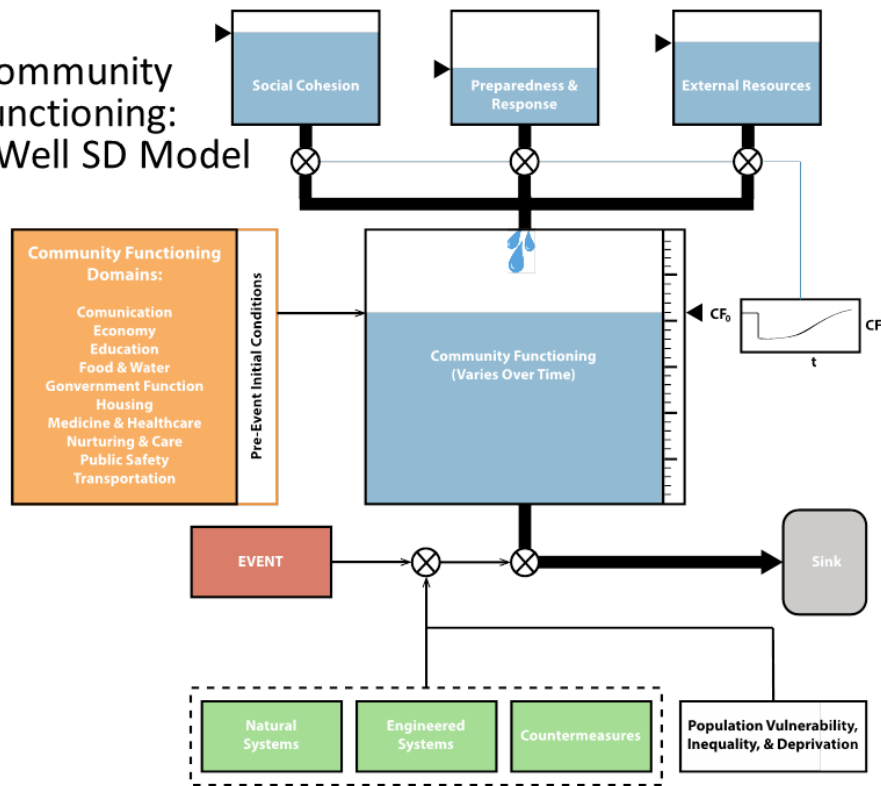 ommunity
unctioning:
Well SD Model
Social Cohesion
Preparedness &
Response
External Resources
Community Functioning
Domains:
Comunication
Economy
Education
Food & Water
Gonvernment Function
Housing
Medicine & Healthcare
Nurturing & Care
Public Safety
Transportation
Pre-Event Initial Conditions
Community Functioning
(Varies Over Time)
CF₀
CF
t
EVENT
Sink
Natural
Systems
Engineered
Systems
Countermeasures
Population Vulnerability,
Inequality, & Deprivation